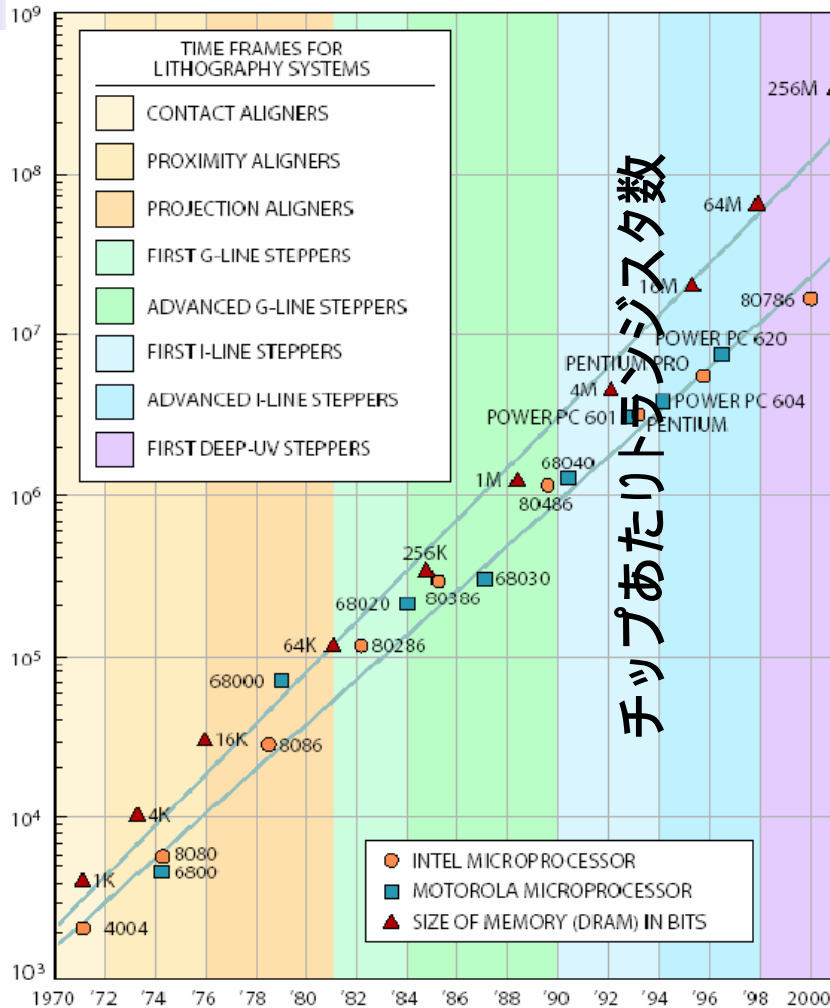 10⁹
10⁸
10⁷
10⁶
10⁵
10⁴
10³
TIME FRAMES FOR
LITHOGRAPHY SYSTEMS
CONTACT ALIGNERS
PROXIMITY ALIGNERS
PROJECTION ALIGNERS
FIRST G-LINE STEPPERS
ADVANCED G-LINE STEPPERS
FIRST I-LINE STEPPERS
ADVANCED I-LINE STEPPERS
FIRST DEEP-UV STEPPERS
チップあたりトランジスタ数
256M
64M
16M
80786
POWER PC 620
PENTIUM PRO
4M
POWER PC 604
POWER PC 601
PENTIUM
68040
1M
80486
256K
68030
80386
68020
64K
80286
68000
16K
8086
4K
8080
6800
1K
4004
INTEL MICROPROCESSOR
MOTOROLA MICROPROCESSOR
SIZE OF MEMORY (DRAM) IN BITS
1970 '72 '74 '76 '78 '80 '82 '84 '86 '88 '90 '92 '94 '96 '98 2000